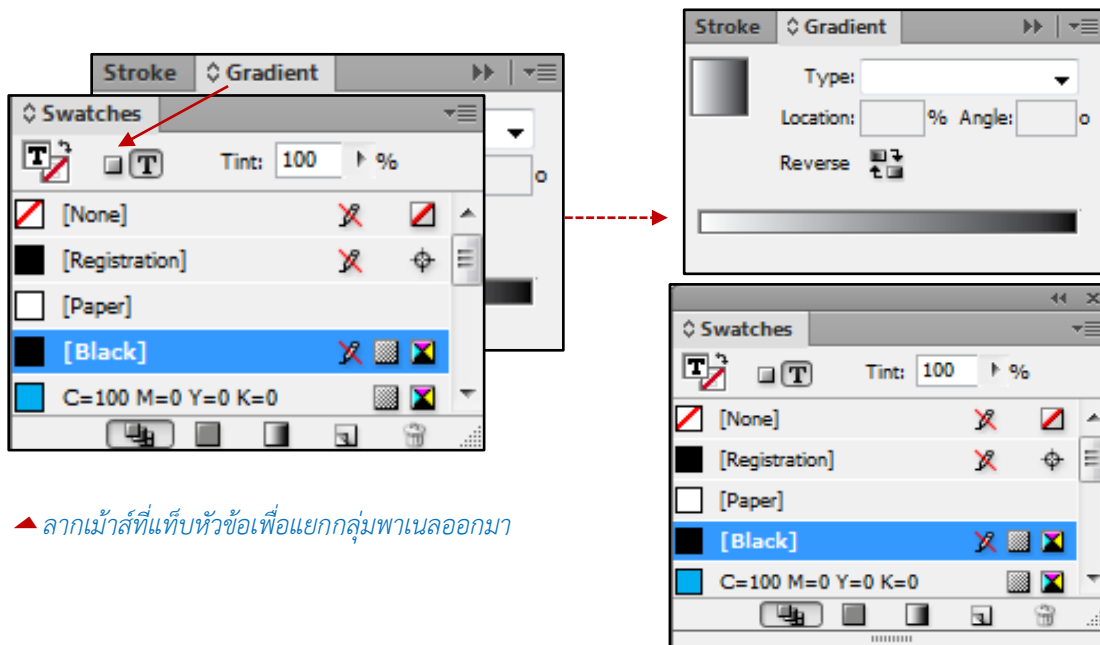 Stroke Gradient
Swatches
T T Tint: 100 %
o
[None]
[Registration]
[Paper]
[Black]
C=100 M=0 Y=0 K=0
ลากเม้าส์ที่แท็บหัวข้อเพื่อแยกกลุ่มพาเนลออกมา
Stroke Gradient
Type:
Location: % Angle: o
Reverse
Swatches
T T Tint: 100 %
[None]
[Registration]
[Paper]
[Black]
C=100 M=0 Y=0 K=0